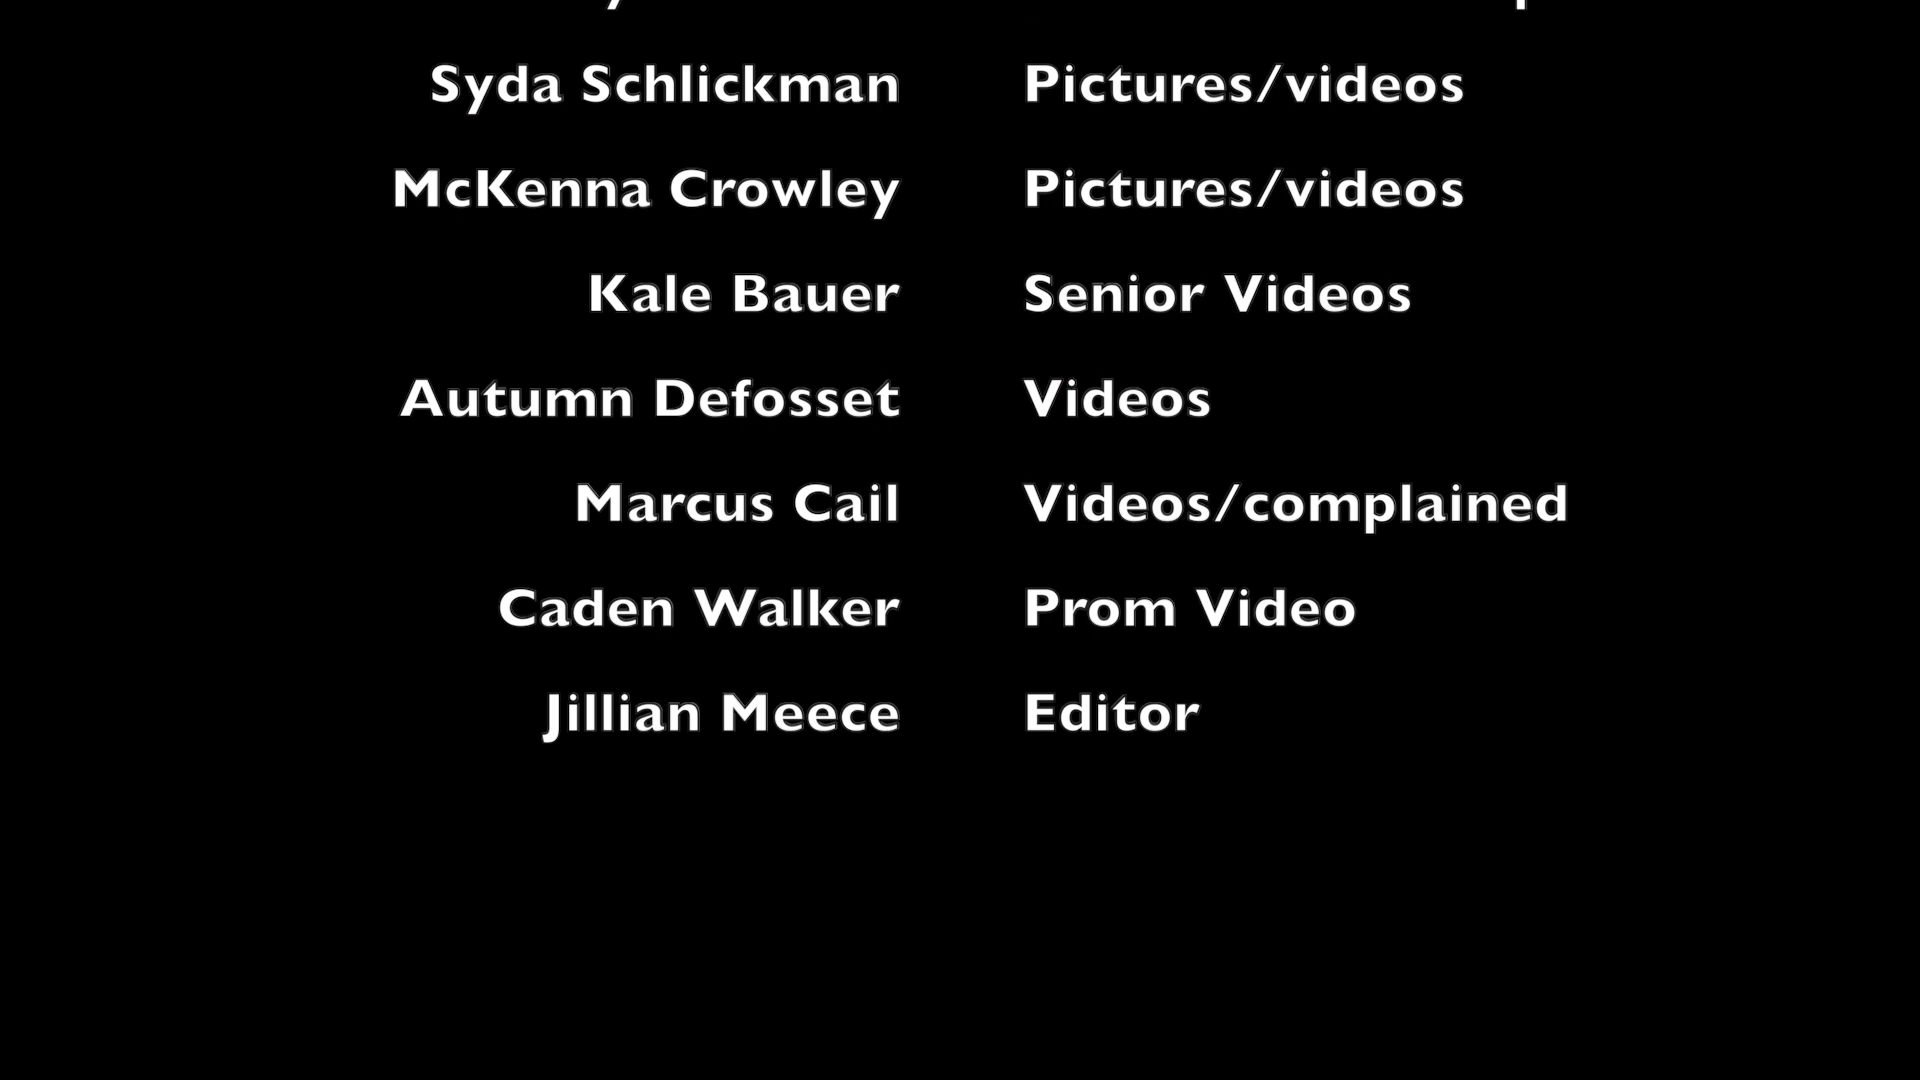 Syda Schlickman Pictures/videos
McKenna Crowley Pictures/videos
Kale Bauer Senior Videos
Autumn Defosset Videos
Marcus Cail Videos/complained
Caden Walker Prom Video
Jillian Meece Editor